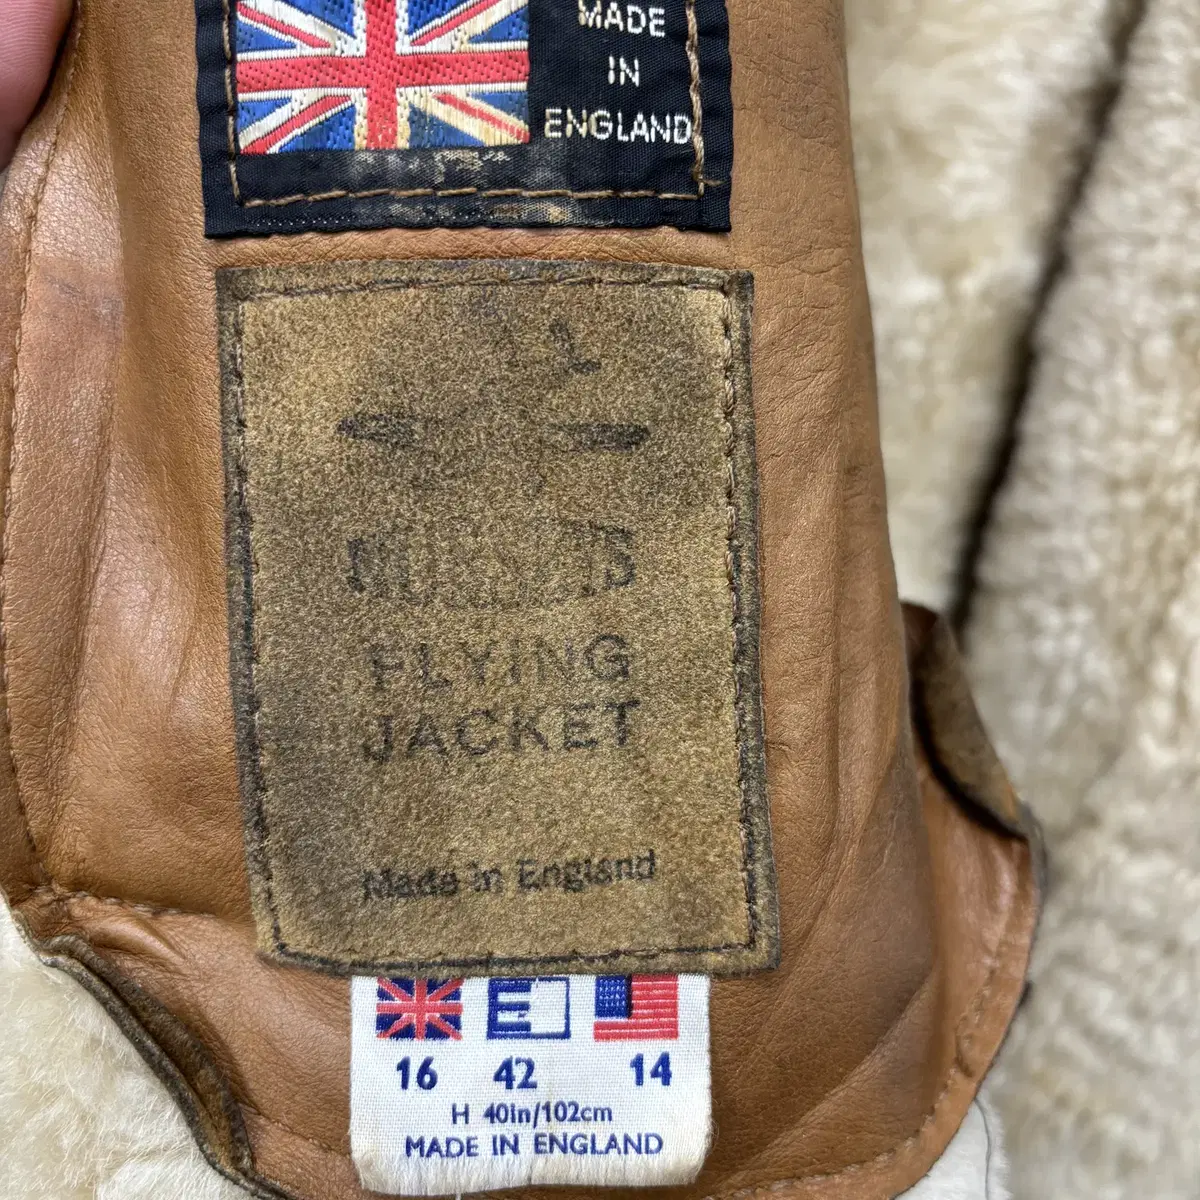 MADE
IN
ENGLAND
FLYING
JACKET
Made in England
16 42 14
H 40in/102cm
MADE IN ENGLAND